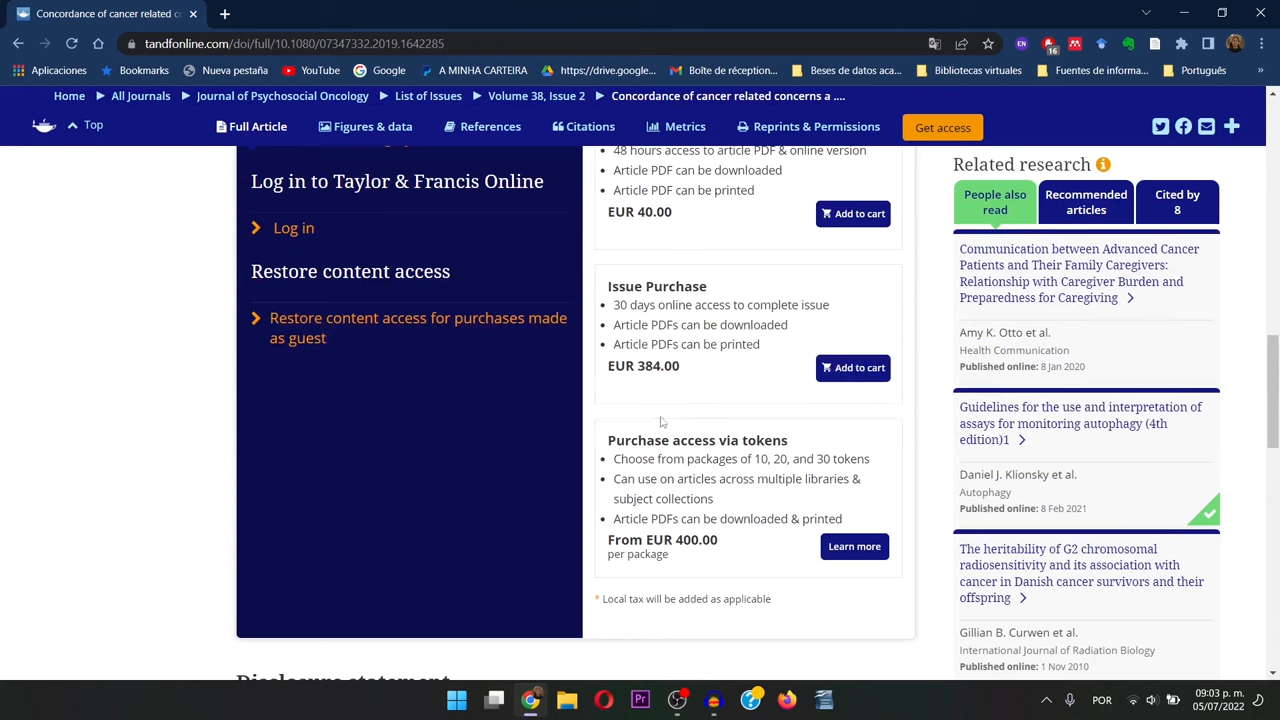 Concordance of cancer related c
tandfonline.com/doi/full/10.1080/07347332.2019.1642285
EN
16
Aplicaciones
Bookmarks
Nueva pestaña
YouTube
Google
A MINHA CARTEIRA
https://drive.google...
Boîte de réception...
Beses de datos aca...
Bibliotecas virtuales
Fuentes de informa...
Português
»
Home
All Journals
Journal of Psychosocial Oncology
List of Issues
Volume 38, Issue 2
Concordance of cancer related concerns a ....
Top
Full Article
Figures & data
References
Citations
Metrics
Reprints & Permissions
Get access
Log in to Taylor & Francis Online
Log in
Restore content access
Restore content access for purchases made
as guest
48 hours access to article PDF & online version
Article PDF can be downloaded
Article PDF can be printed
EUR 40.00
Add to cart
Issue Purchase
30 days online access to complete issue
Article PDFs can be downloaded
Article PDFs can be printed
EUR 384.00
Add to cart
Purchase access via tokens
Choose from packages of 10, 20, and 30 tokens
Can use on articles across multiple libraries &
subject collections
Article PDFs can be downloaded & printed
From EUR 400.00
per package
Learn more
* Local tax will be added as applicable
Disclosure statement
Related research
People also
read
Recommended
articles
Cited by
8
Communication between Advanced Cancer
Patients and Their Family Caregivers:
Relationship with Caregiver Burden and
Preparedness for Caregiving
Amy K. Otto et al.
Health Communication
Published online: 8 Jan 2020
Guidelines for the use and interpretation of
assays for monitoring autophagy (4th
edition)1
Daniel J. Klionsky et al.
Autophagy
Published online: 8 Feb 2021
The heritability of G2 chromosomal
radiosensitivity and its association with
cancer in Danish cancer survivors and their
offspring
Gillian B. Curwen et al.
International Journal of Radiation Biology
Published online: 1 Nov 2010
Pr
POR
09:03 p. m.
05/07/2022